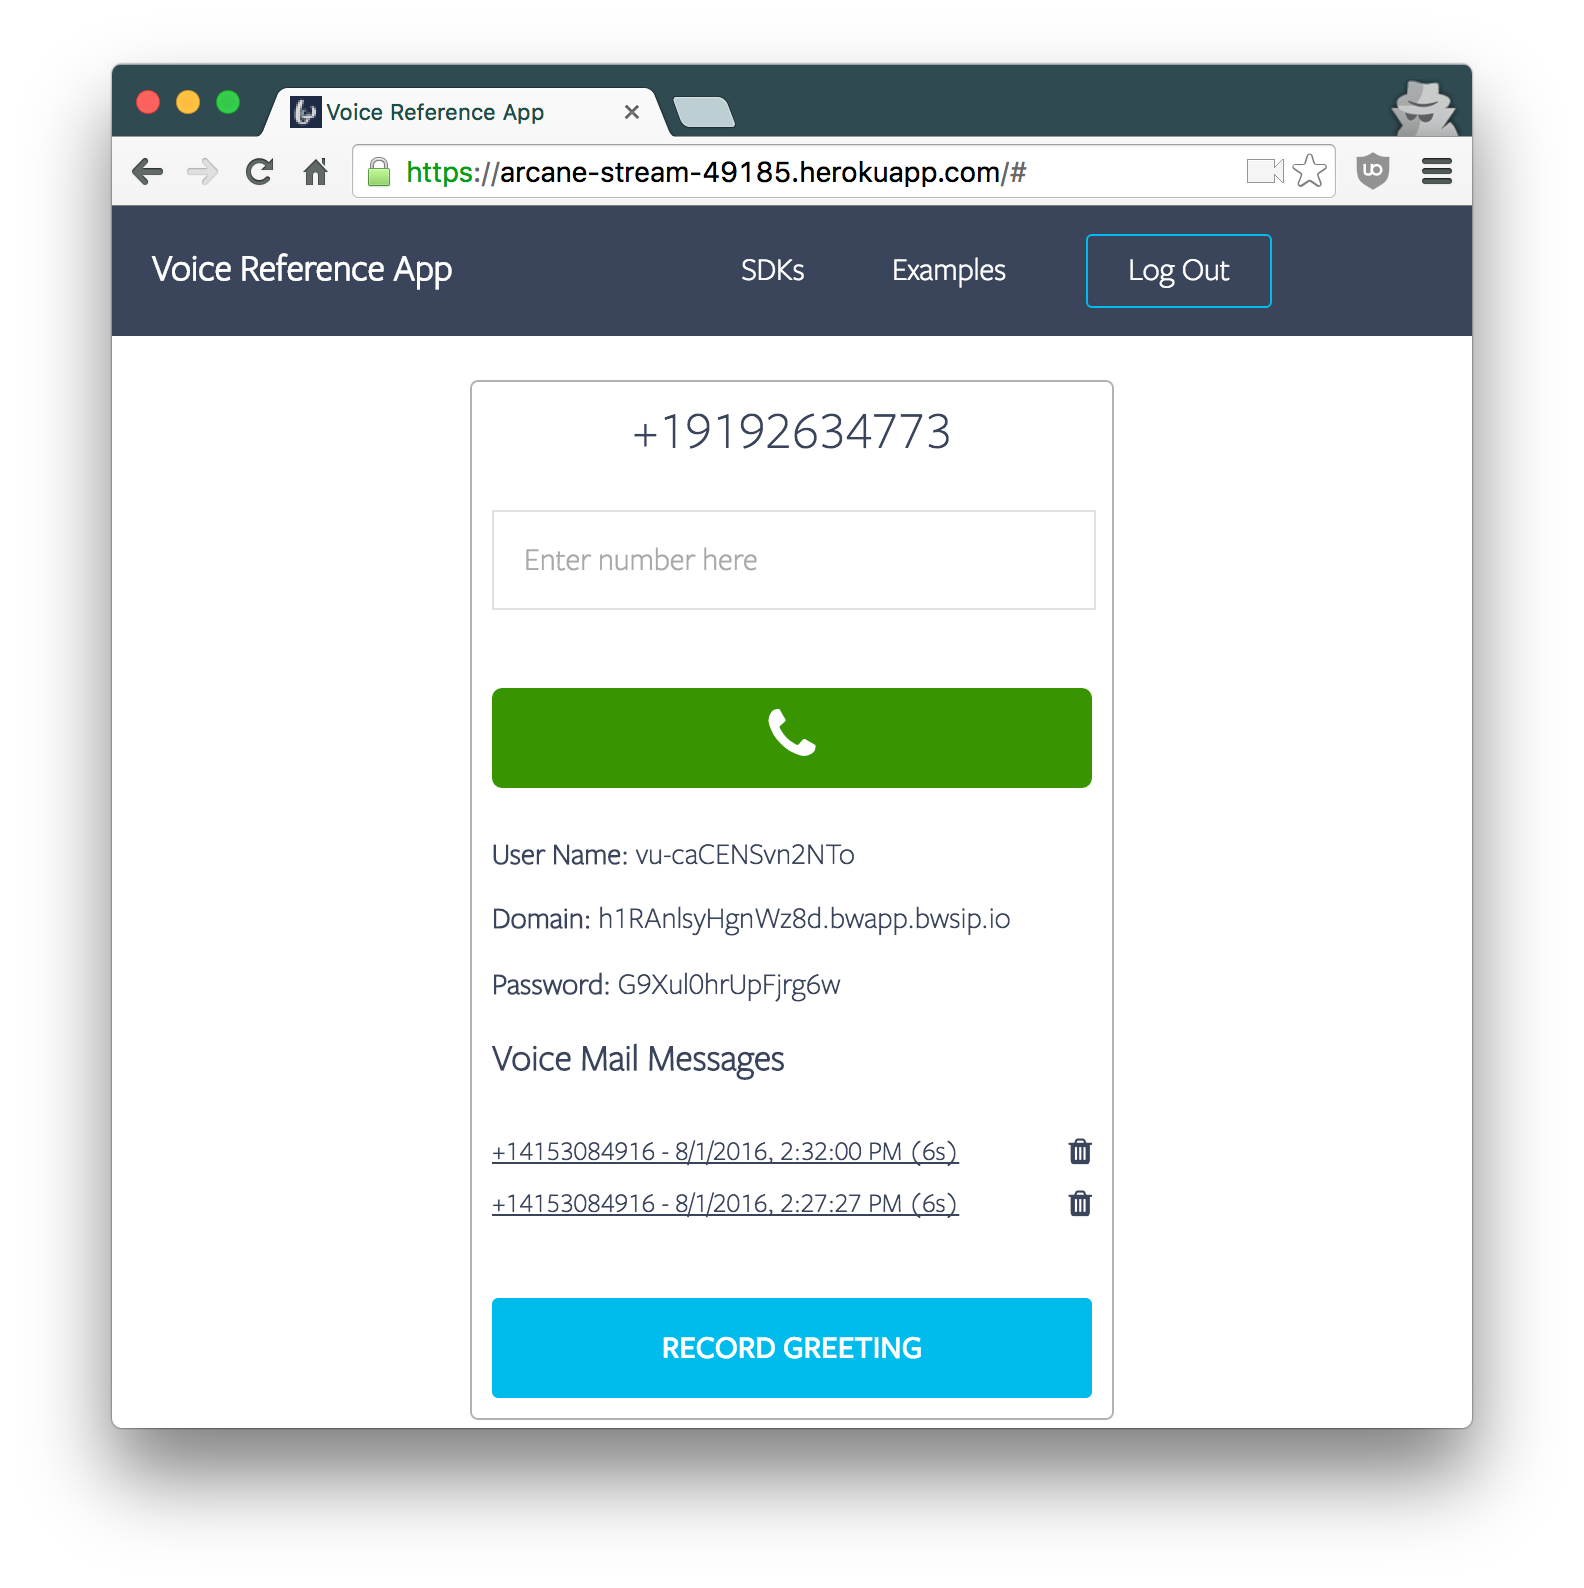 Voice Reference App
https://arcane-stream-49185.herokuapp.com/#
Voice Reference App SDKs Examples Log Out
+19192634773
Enter number here
User Name: vu-caCENSvn2NTo
Domain: h1RAnlsyHgnWz8d.bwapp.bwsip.io
Password: G9Xul0hrUpFjrg6w
Voice Mail Messages
+14153084916 - 8/1/2016, 2:32:00 PM (6s)
+14153084916 - 8/1/2016, 2:27:27 PM (6s)
RECORD GREETING